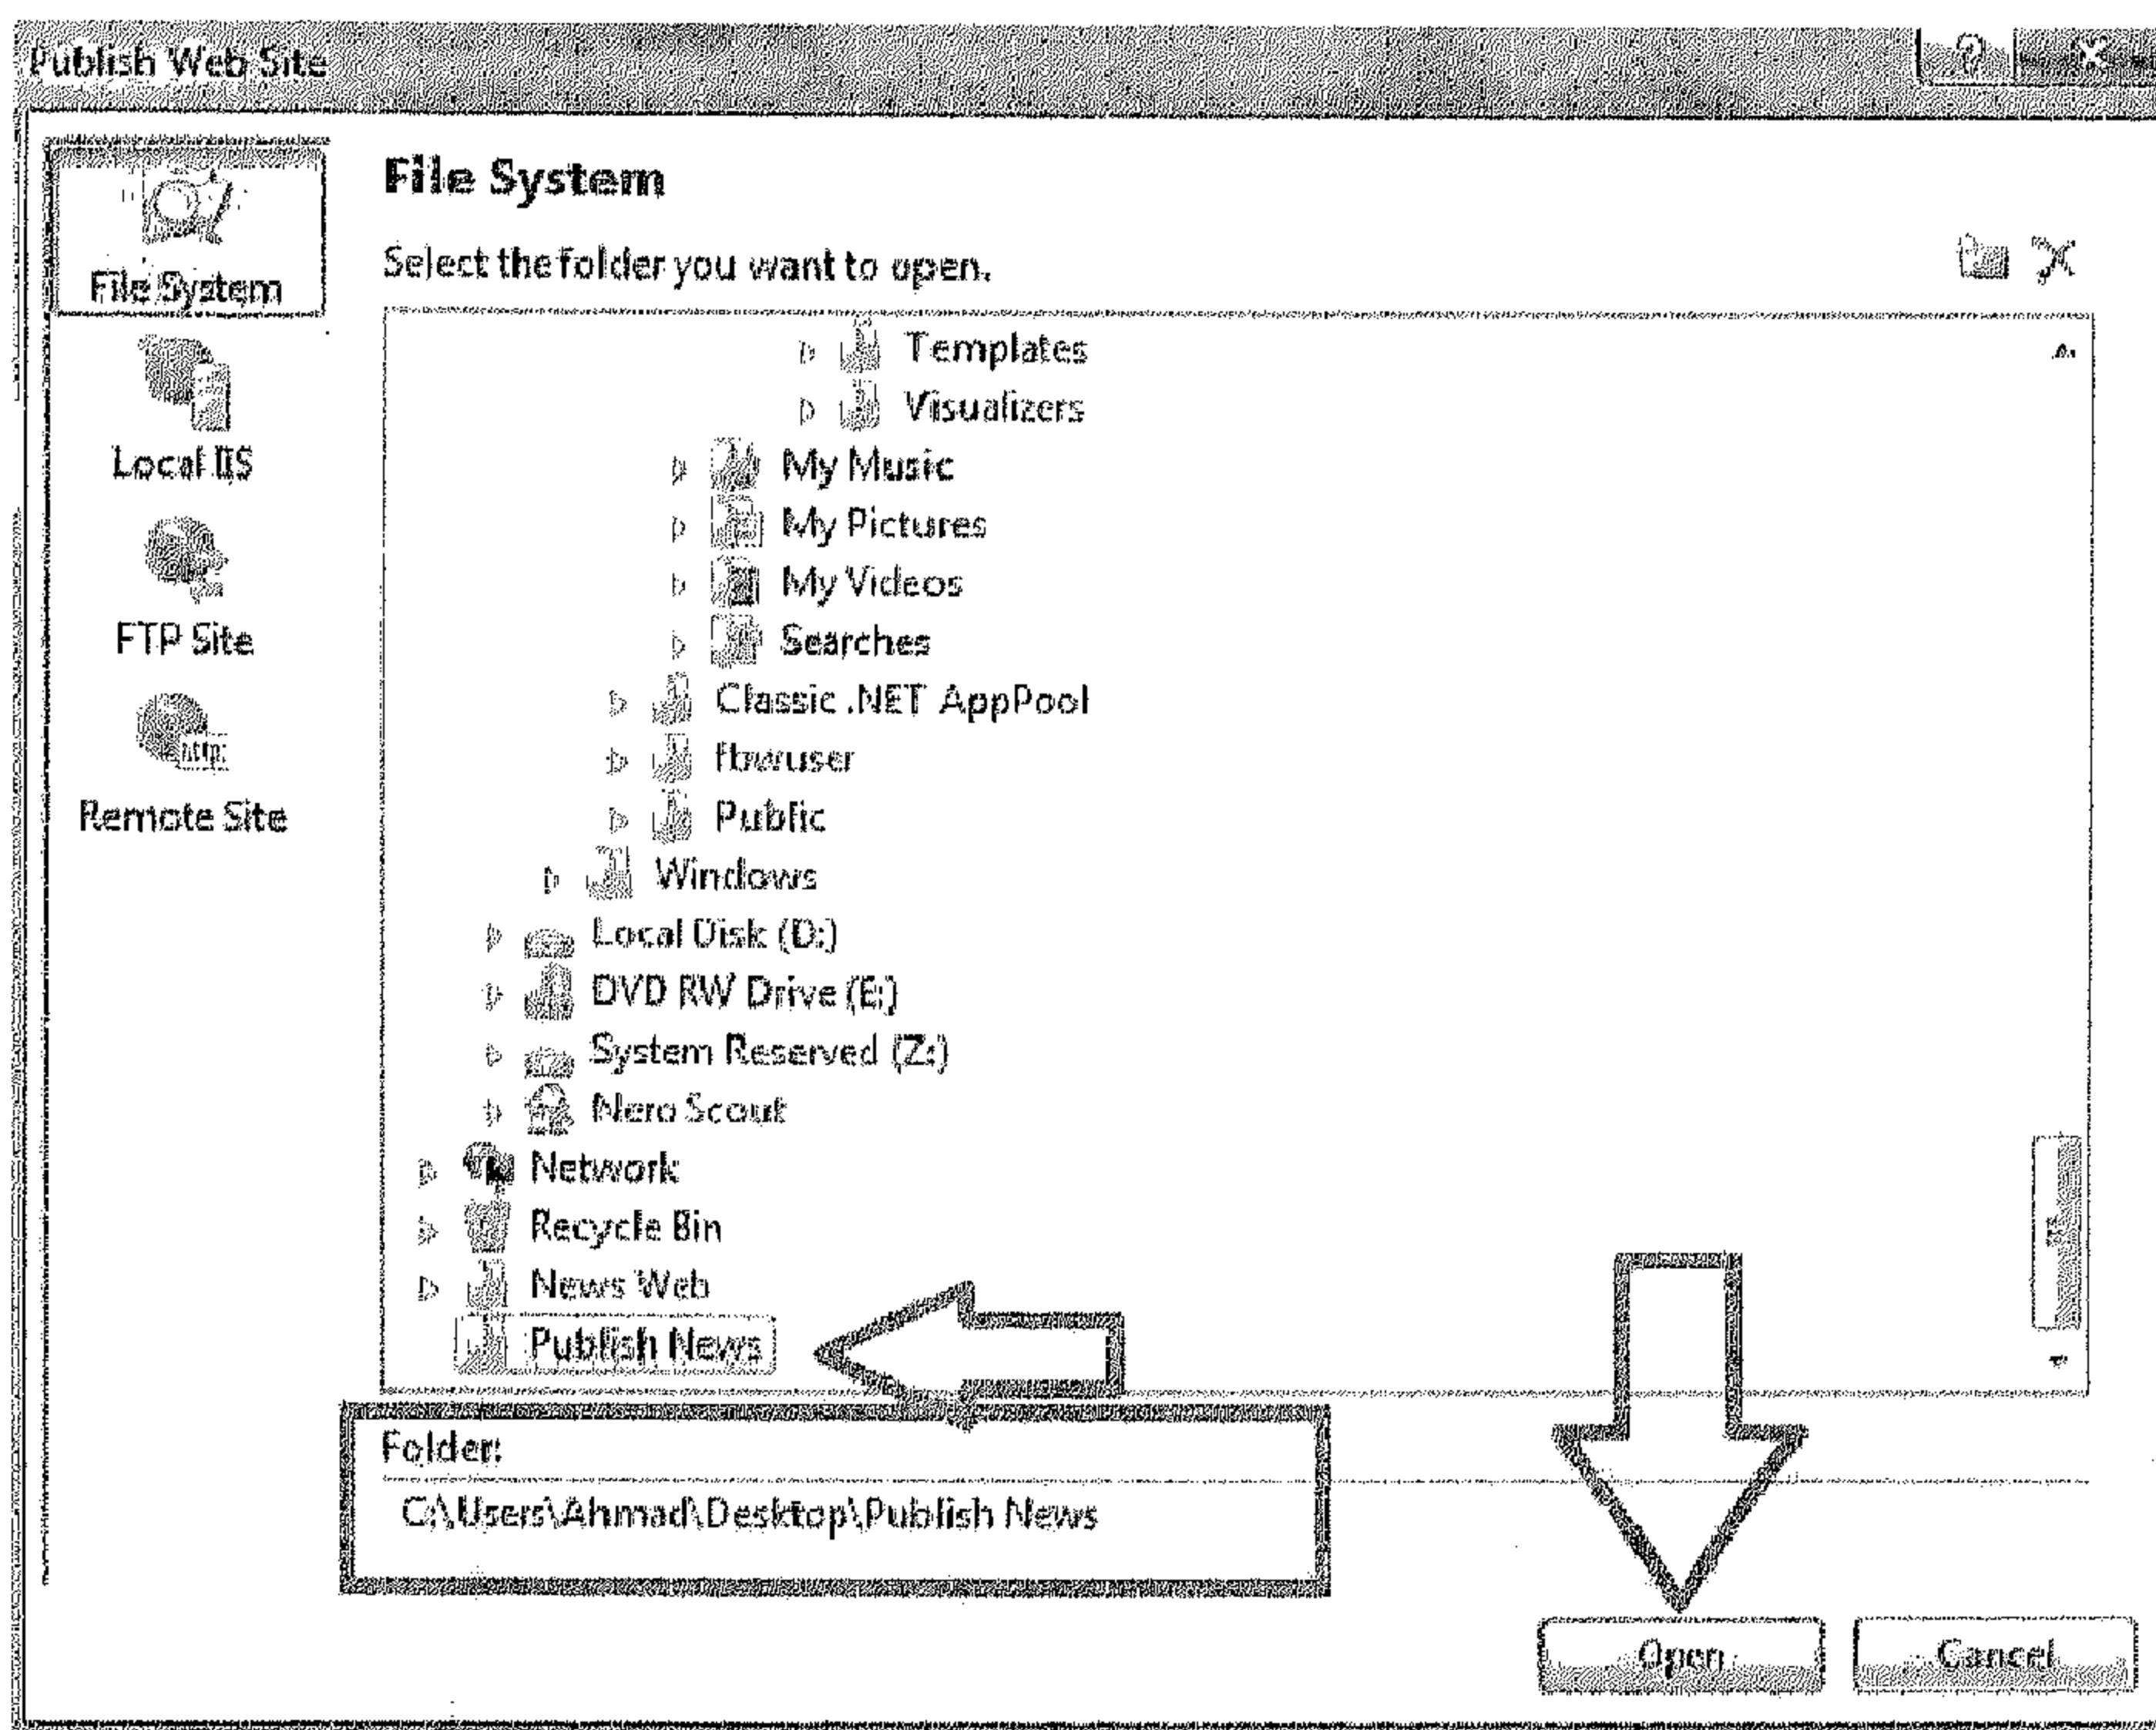 Publish Web Site
File System
Local IIS
FTP Site
http:
Remote Site
File System
Select the folder you want to open.
Templates
Visualizers
My Music
My Pictures
My Videos
Searches
Classic .NET AppPool
fbwuser
Public
Windows
Local Disk (D:)
DVD RW Drive (E:)
System Reserved (Z:)
Nero Scout
Network
Recycle Bin
News Web
Publish News
Folder:
C:\Users\Ahmad\Desktop\Publish News
Open
Cancel